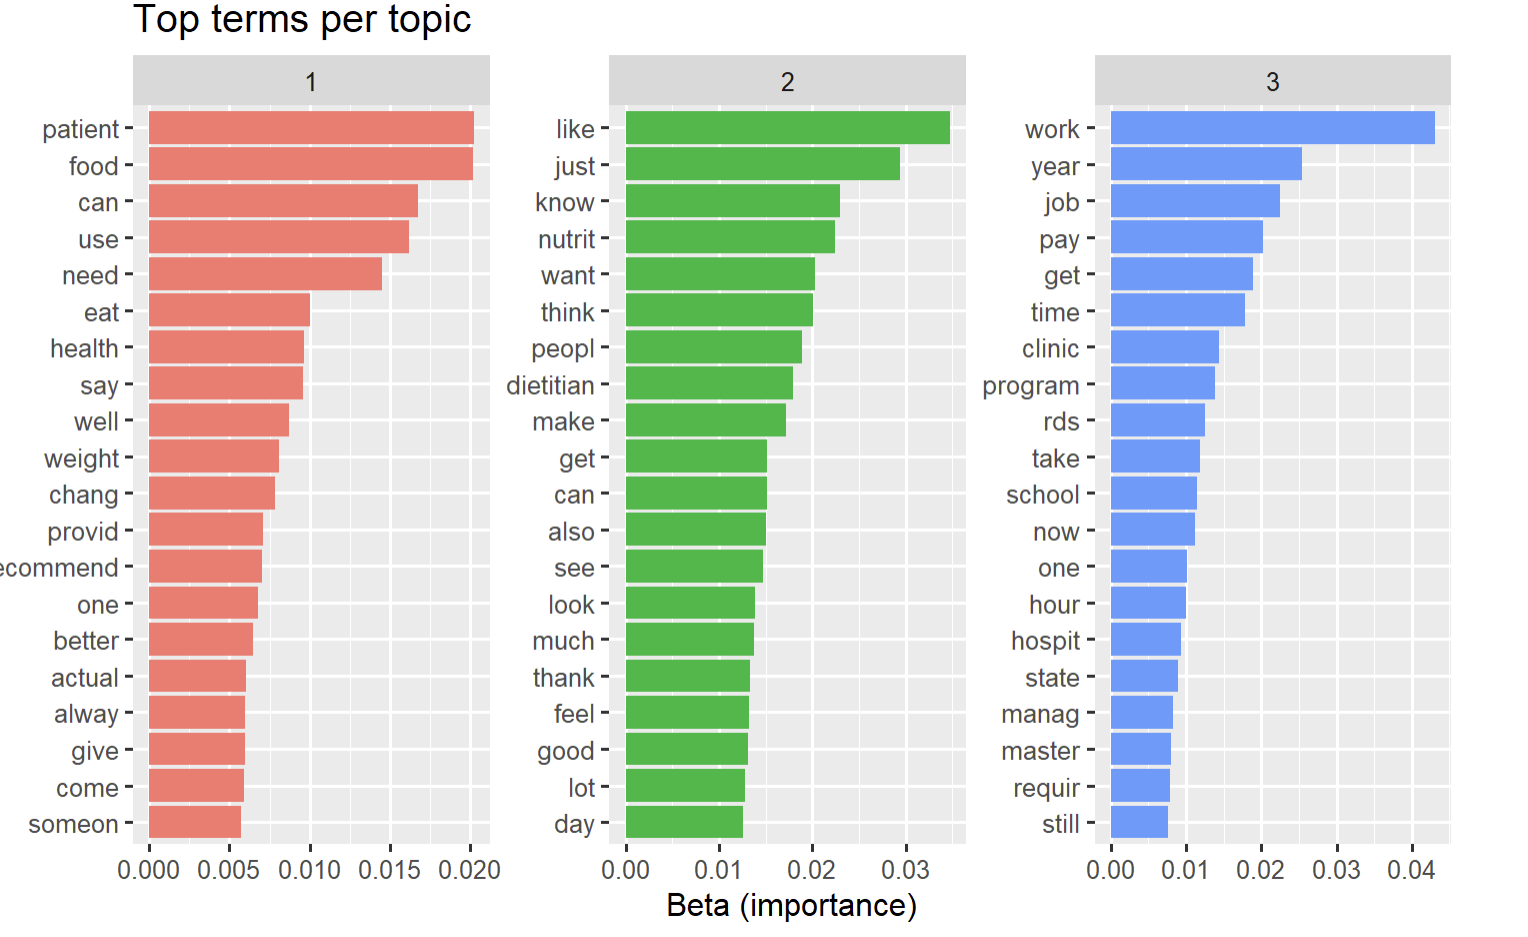 Top terms per topic
1
patient
food
can
use
need
eat
health
say
well
weight
chang
provid
ecommend
one
better
actual
alway
give
come
someon
0.000 0.005 0.010 0.015 0.020
2
like
just
know
nutrit
want
think
peopl
dietitian
make
get
can
also
see
look
much
thank
feel
good
lot
day
0.00 0.01 0.02 0.03
3
work
year
job
pay
get
time
clinic
program
rds
take
school
now
one
hour
hospit
state
manag
master
requir
still
0.00 0.01 0.02 0.03 0.04
Beta (importance)